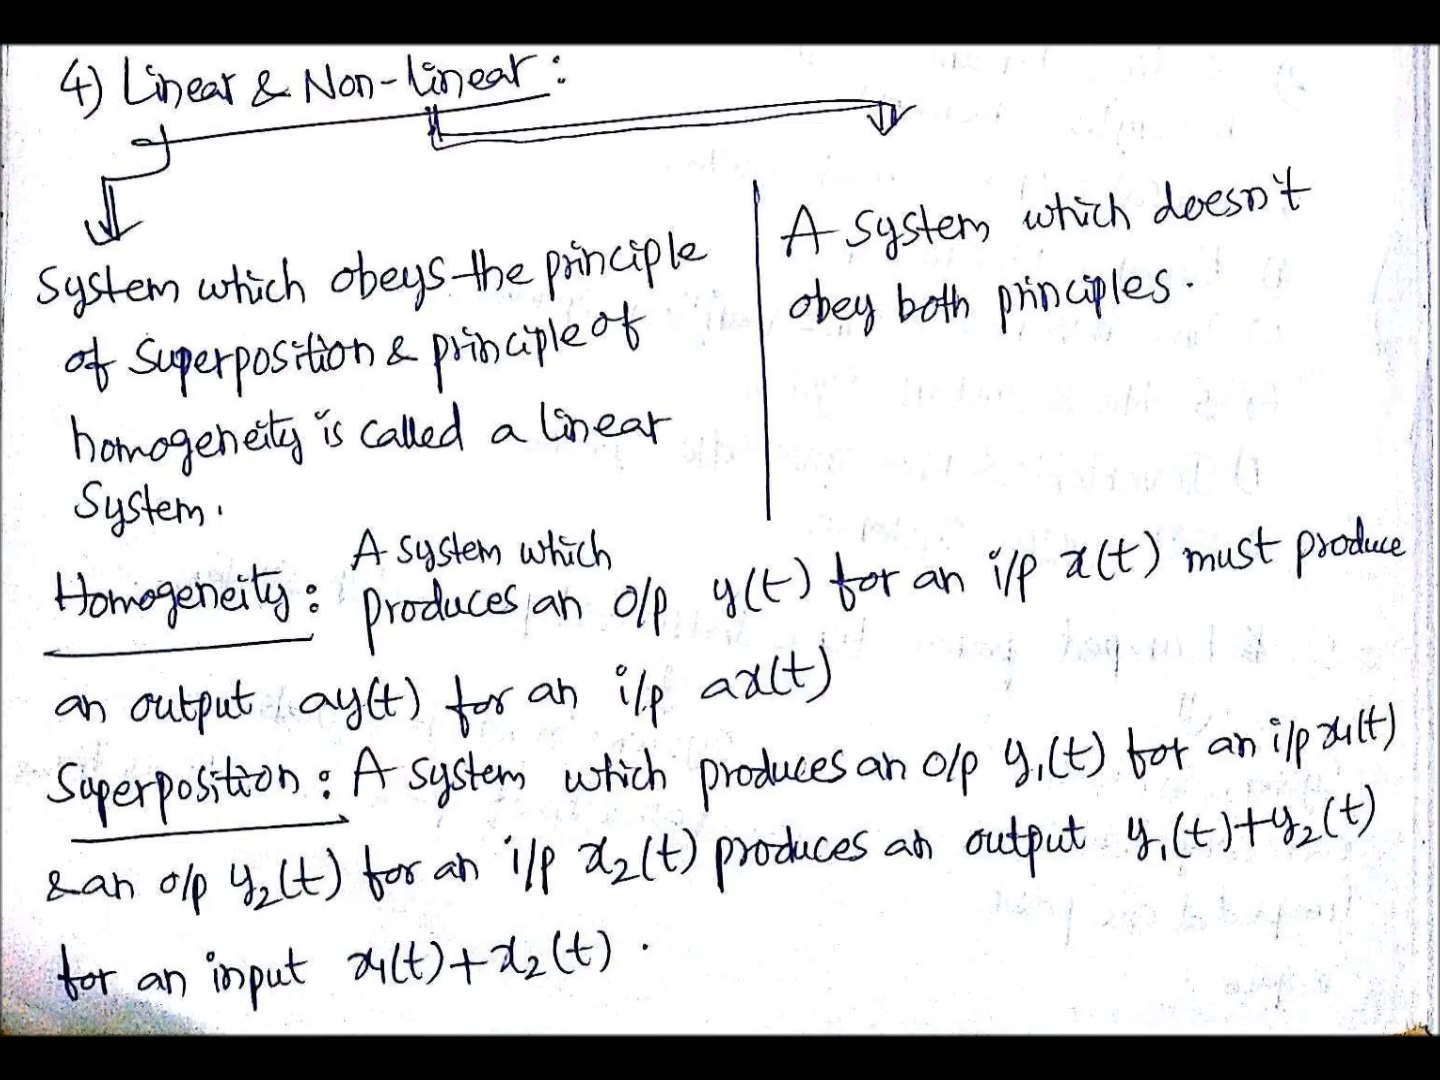 4) Linear & Non-linear:
System which obeys the principle
of superposition & principle of
homogeneity is called a linear
System.
A system which doesn't
obey both principles.
Homogeneity: A system which
produces an o/p y(t) for an i/p x(t) must produce
an output ay(t) for an i/p ax(t)
Superposition: A system which produces an o/p y₁(t) for an i/p x₁(t)
& an o/p y₂(t) for an i/p x₂(t) produces an output y₁(t)+y₂(t)
for an input x₁(t)+x₂(t).